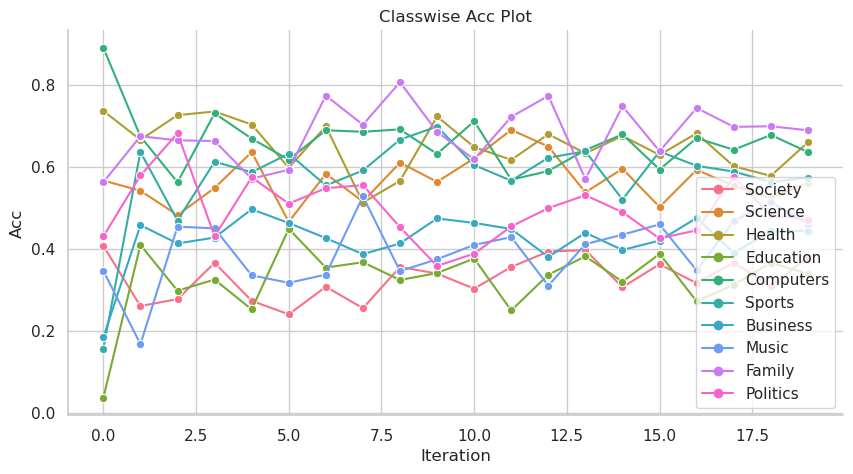 Classwise Acc Plot
Acc
0.8
0.6
0.4
0.2
0.0
0.0
2.5
5.0
7.5
10.0
12.5
15.0
17.5
Iteration
Society
Science
Health
Education
Computers
Sports
Business
Music
Family
Politics